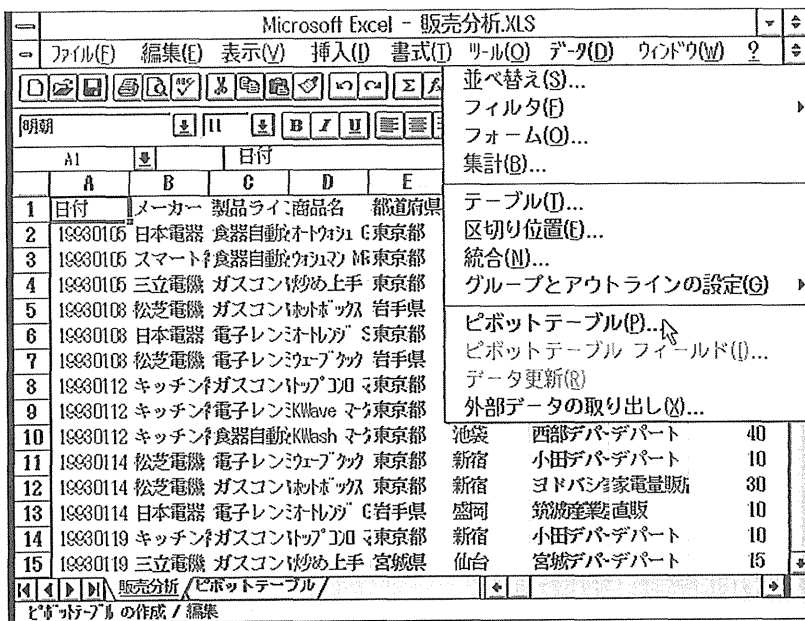 Microsoft Excel - 販売分析.XLS
ファイル(F) 編集(E) 表示(V) 挿入(I) 書式(T) ツール(O) データ(D) ウィンドウ(W) ?
明朝 11 B I U
A1 日付
A B C D E
1 日付 メーカー 製品ライン 商品名 都道府県
2 19930105 日本電器 食器自動 オートウォシュ G 東京都
3 19930105 スマート 食器自動 ウォシュマン MR 東京都
4 19930105 三立電機 ガスコン 炒め上手 東京都
5 19930108 松芝電機 ガスコン ホットボックス 岩手県
6 19930108 日本電器 電子レン オートレンジ S 東京都
7 19930108 松芝電機 電子レン ウェーブクック 岩手県
8 19930112 キッチン ガスコン トップコンロ マ 東京都
9 19930112 キッチン 電子レン KWave マーク 東京都
10 19930112 キッチン 食器自動 KWash マーク 東京都 池袋 西部デパ デパート 40
11 19930114 松芝電機 電子レン ウェーブクック 東京都 新宿 小田デパ デパート 10
12 19930114 松芝電機 ガスコン ホットボックス 東京都 新宿 ヨドバシ 家電量販 30
13 19930114 日本電器 電子レン オートレンジ G 岩手県 盛岡 筑波産業 直販 10
14 19930119 キッチン ガスコン トップコンロ マ 東京都 新宿 小田デパ デパート 10
15 19930119 三立電機 ガスコン 炒め上手 宮城県 仙台 宮城デパ デパート 15
並べ替え(S)...
フィルタ(F)
フォーム(O)...
集計(B)...
テーブル(T)...
区切り位置(E)...
統合(N)...
グループとアウトラインの設定(G)
ピボットテーブル(P)...
ピボットテーブル フィールド(I)...
データ更新(R)
外部データの取り出し(X)...
販売分析 ピボットテーブル
ピボットテーブル の作成 / 編集